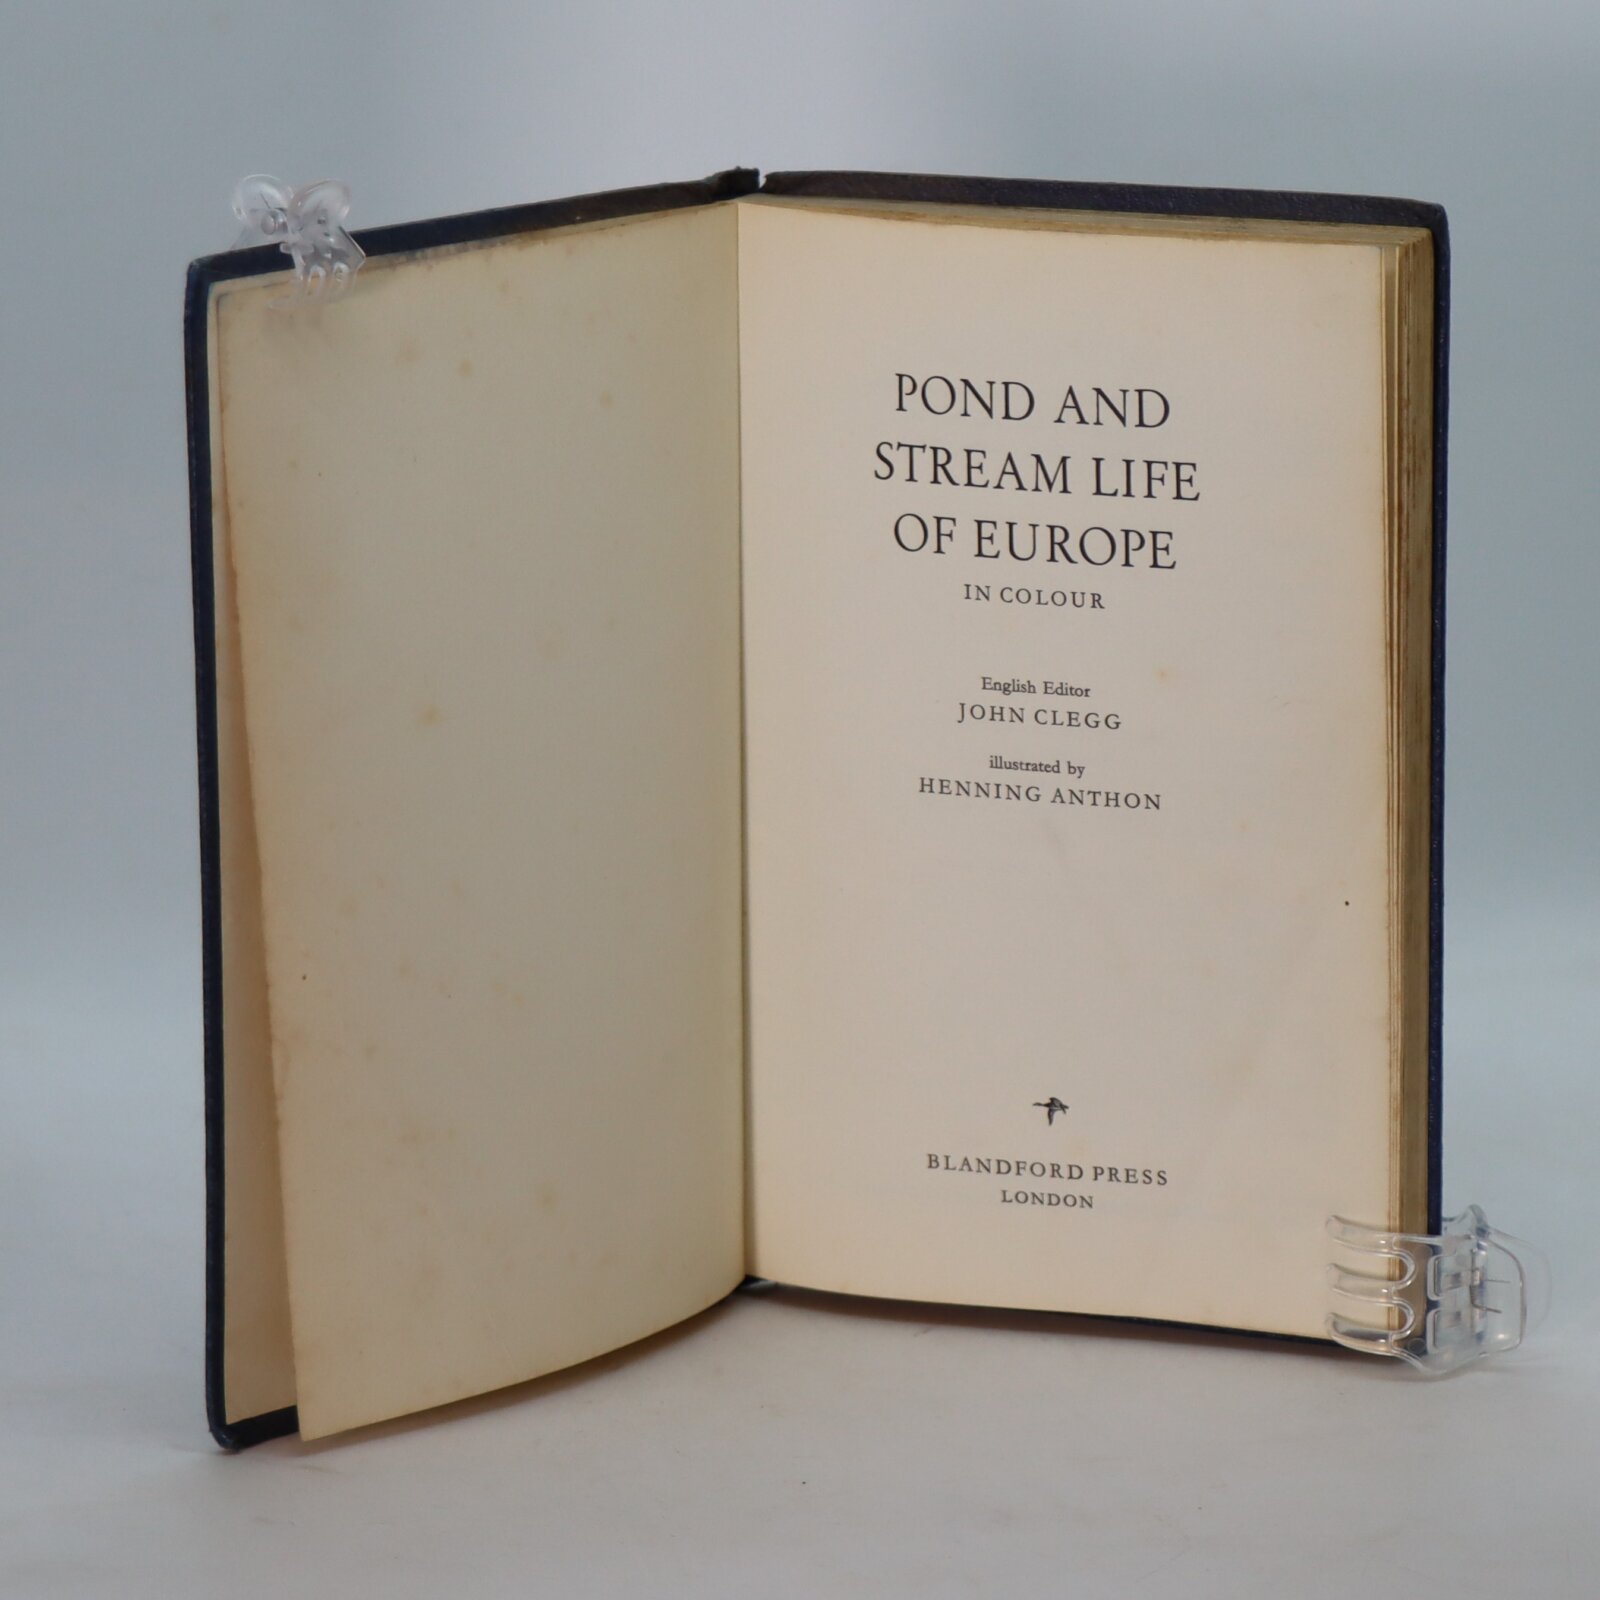 POND AND
STREAM LIFE
OF EUROPE
IN COLOUR
English Editor
JOHN CLEGG
illustrated by
HENNING ANTHON
BLANDFORD PRESS
LONDON